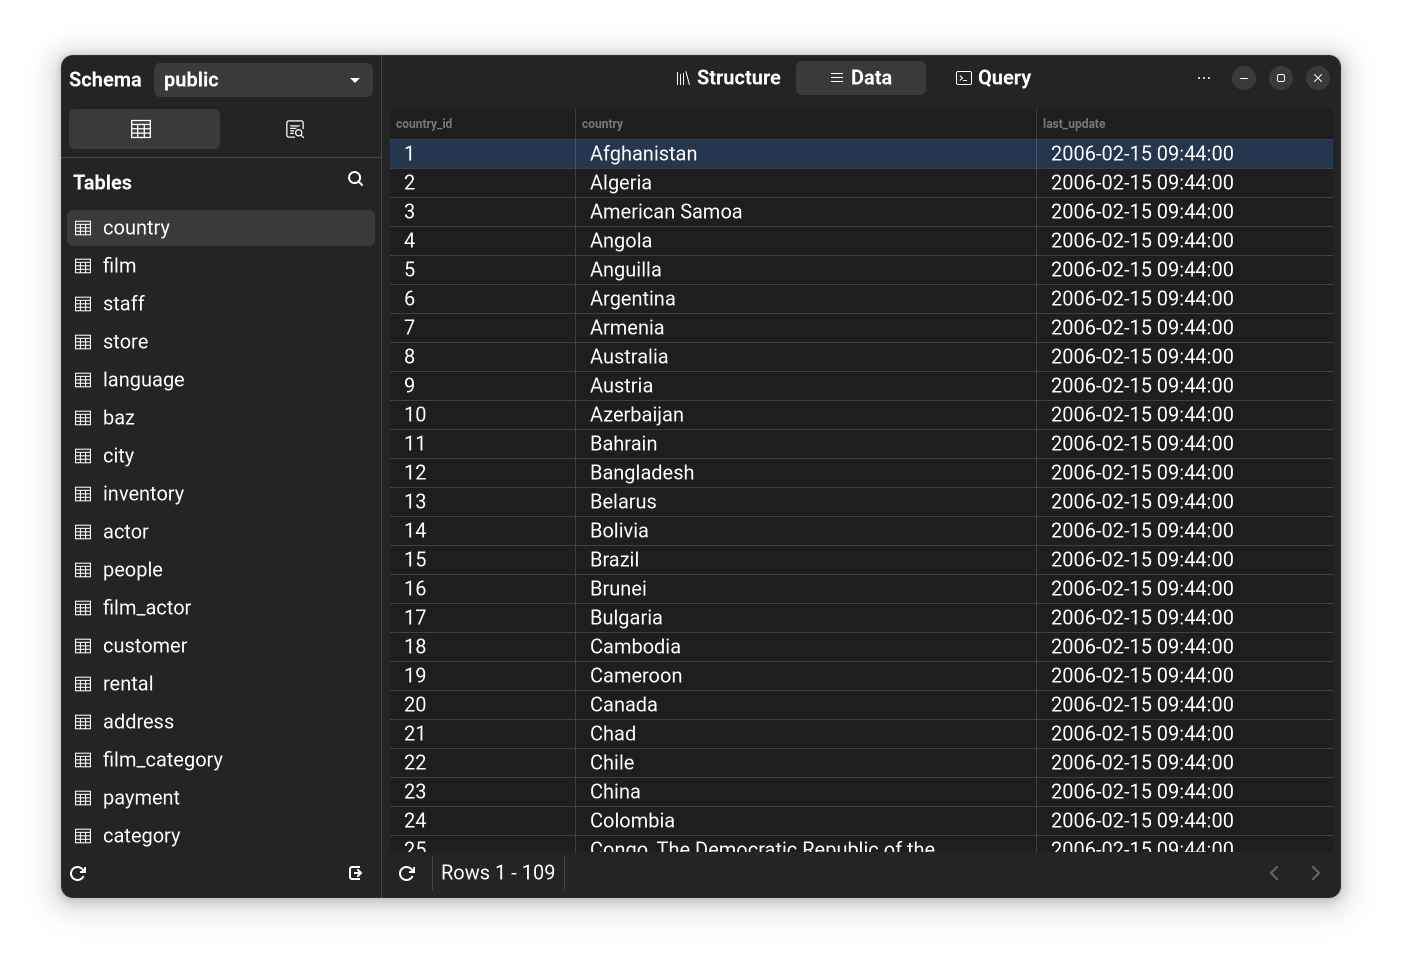 Schema public
Structure Data Query
Tables
country
film
staff
store
language
baz
city
inventory
actor
people
film_actor
customer
rental
address
film_category
payment
category
country_id country last_update
1 Afghanistan 2006-02-15 09:44:00
2 Algeria 2006-02-15 09:44:00
3 American Samoa 2006-02-15 09:44:00
4 Angola 2006-02-15 09:44:00
5 Anguilla 2006-02-15 09:44:00
6 Argentina 2006-02-15 09:44:00
7 Armenia 2006-02-15 09:44:00
8 Australia 2006-02-15 09:44:00
9 Austria 2006-02-15 09:44:00
10 Azerbaijan 2006-02-15 09:44:00
11 Bahrain 2006-02-15 09:44:00
12 Bangladesh 2006-02-15 09:44:00
13 Belarus 2006-02-15 09:44:00
14 Bolivia 2006-02-15 09:44:00
15 Brazil 2006-02-15 09:44:00
16 Brunei 2006-02-15 09:44:00
17 Bulgaria 2006-02-15 09:44:00
18 Cambodia 2006-02-15 09:44:00
19 Cameroon 2006-02-15 09:44:00
20 Canada 2006-02-15 09:44:00
21 Chad 2006-02-15 09:44:00
22 Chile 2006-02-15 09:44:00
23 China 2006-02-15 09:44:00
24 Colombia 2006-02-15 09:44:00
25 Congo, The Democratic Republic of the 2006-02-15 09:44:00
Rows 1 - 109